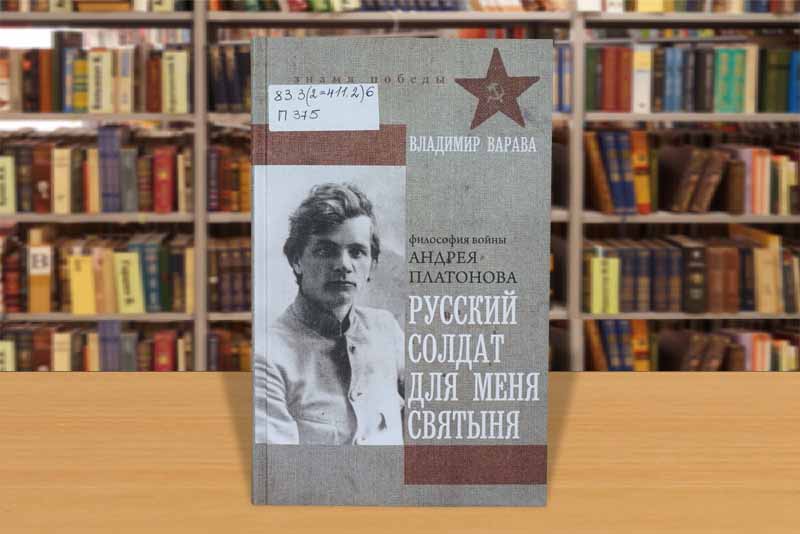 знамя победы
83.3(2=411.2)6
П 375
ВЛАДИМИР ВАРАВА
философия войны
АНДРЕЯ
ПЛАТОНОВА
РУССКИЙ
СОЛДАТ
ДЛЯ МЕНЯ
СВЯТЫНЯ